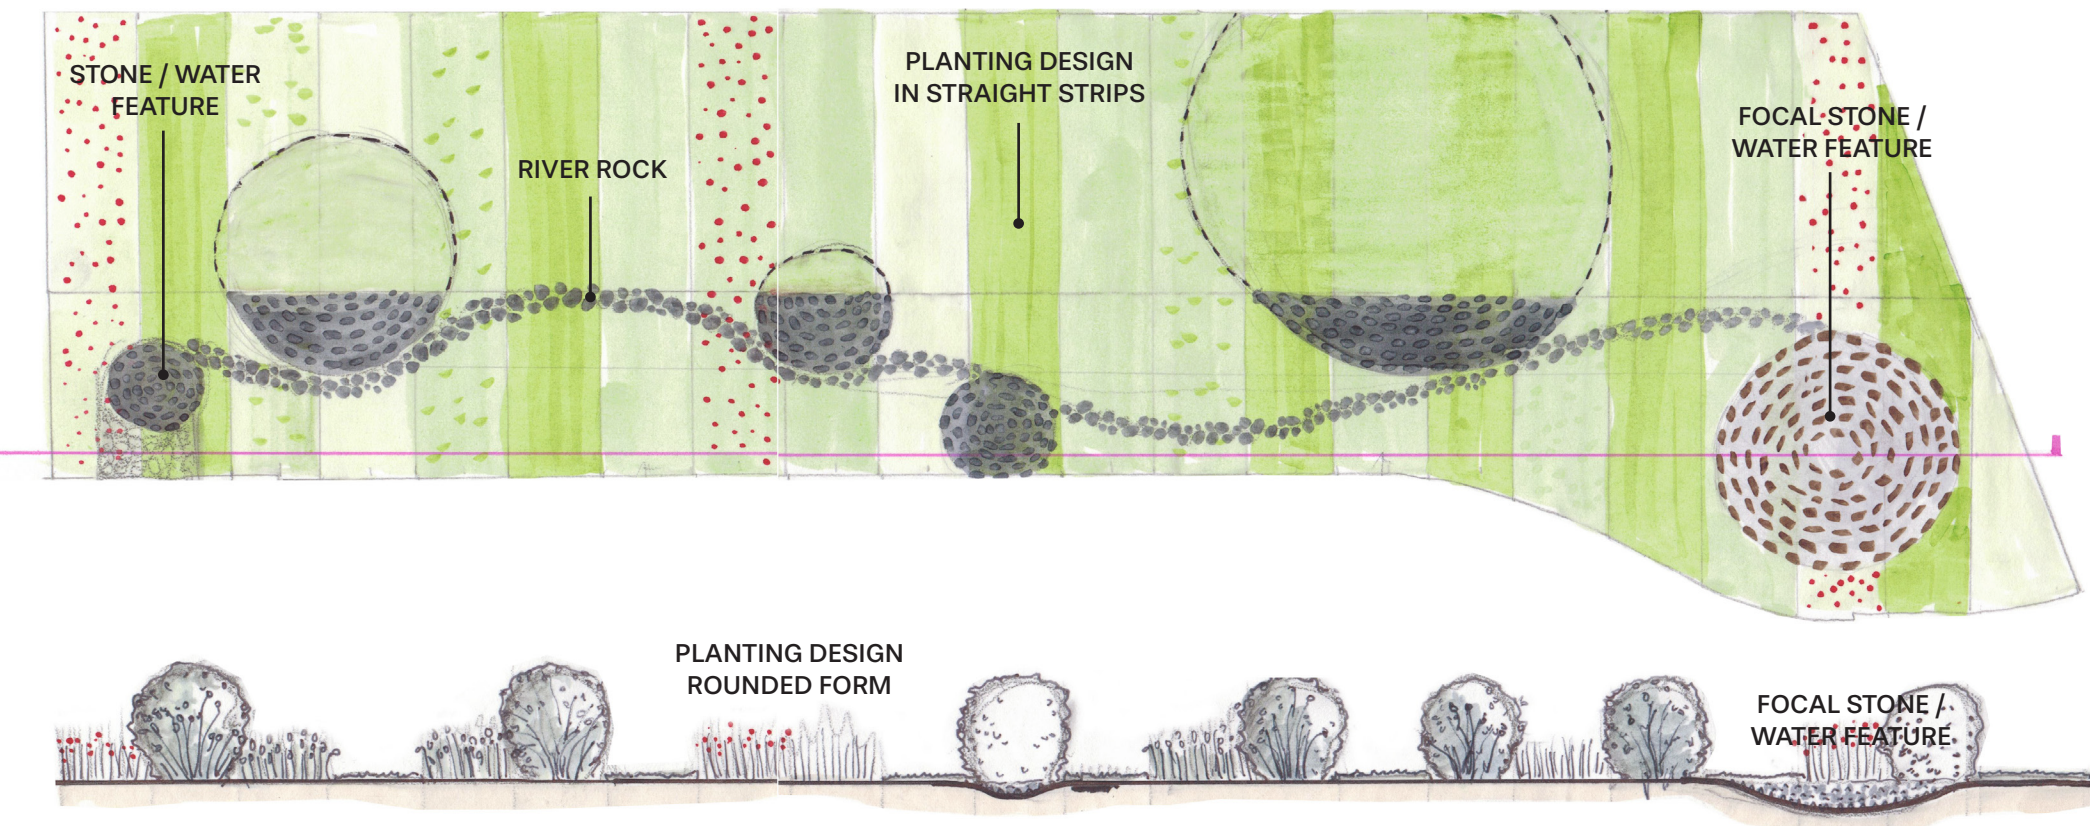 STONE / WATER
FEATURE
RIVER ROCK
PLANTING DESIGN
IN STRAIGHT STRIPS
FOCAL STONE /
WATER FEATURE
PLANTING DESIGN
ROUNDED FORM
FOCAL STONE /
WATER FEATURE